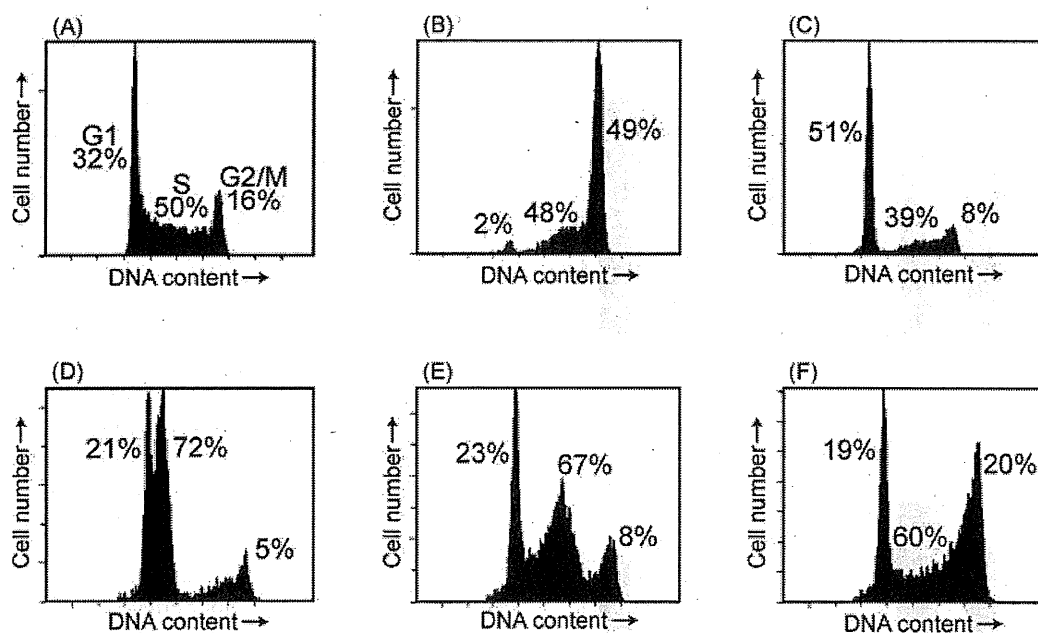 (A)
Cell number →
G1
32%
S
50%
G2/M
16%
DNA content →
(B)
Cell number →
2%
48%
49%
DNA content →
(C)
Cell number →
51%
39%
8%
DNA content →
(D)
Cell number →
21%
72%
5%
DNA content →
(E)
Cell number →
23%
67%
8%
DNA content →
(F)
Cell number →
19%
60%
20%
DNA content →